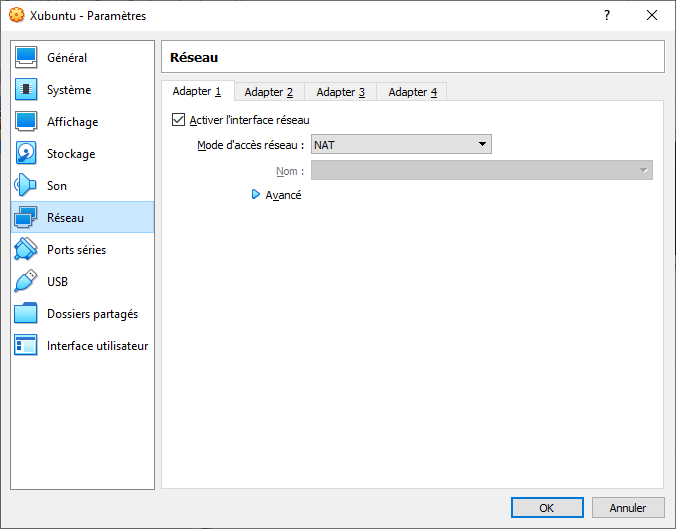 Xubuntu - Paramètres
?
Général
Système
Affichage
Stockage
Son
Réseau
Ports séries
USB
Dossiers partagés
Interface utilisateur
Réseau
Adapter 1 Adapter 2 Adapter 3 Adapter 4
Activer l'interface réseau
Mode d'accès réseau : NAT
Nom :
Avancé
OK Annuler